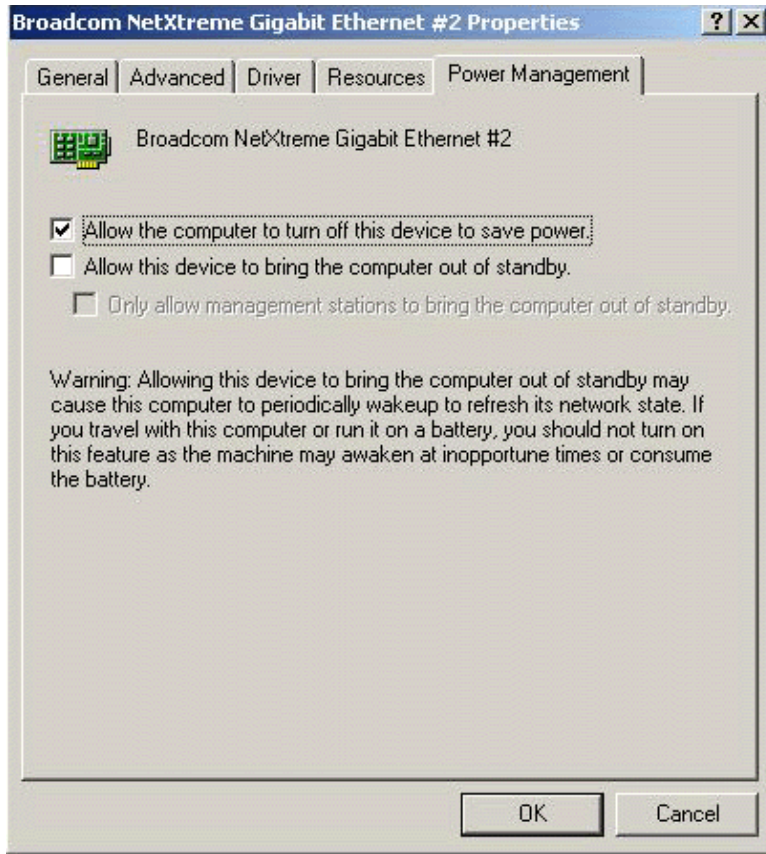 Broadcom NetXtreme Gigabit Ethernet #2 Properties ? X
General Advanced Driver Resources Power Management
Broadcom NetXtreme Gigabit Ethernet #2
Allow the computer to turn off this device to save power.
Allow this device to bring the computer out of standby.
Only allow management stations to bring the computer out of standby.
Warning: Allowing this device to bring the computer out of standby may
cause this computer to periodically wakeup to refresh its network state. If
you travel with this computer or run it on a battery, you should not turn on
this feature as the machine may awaken at inopportune times or consume
the battery.
OK Cancel